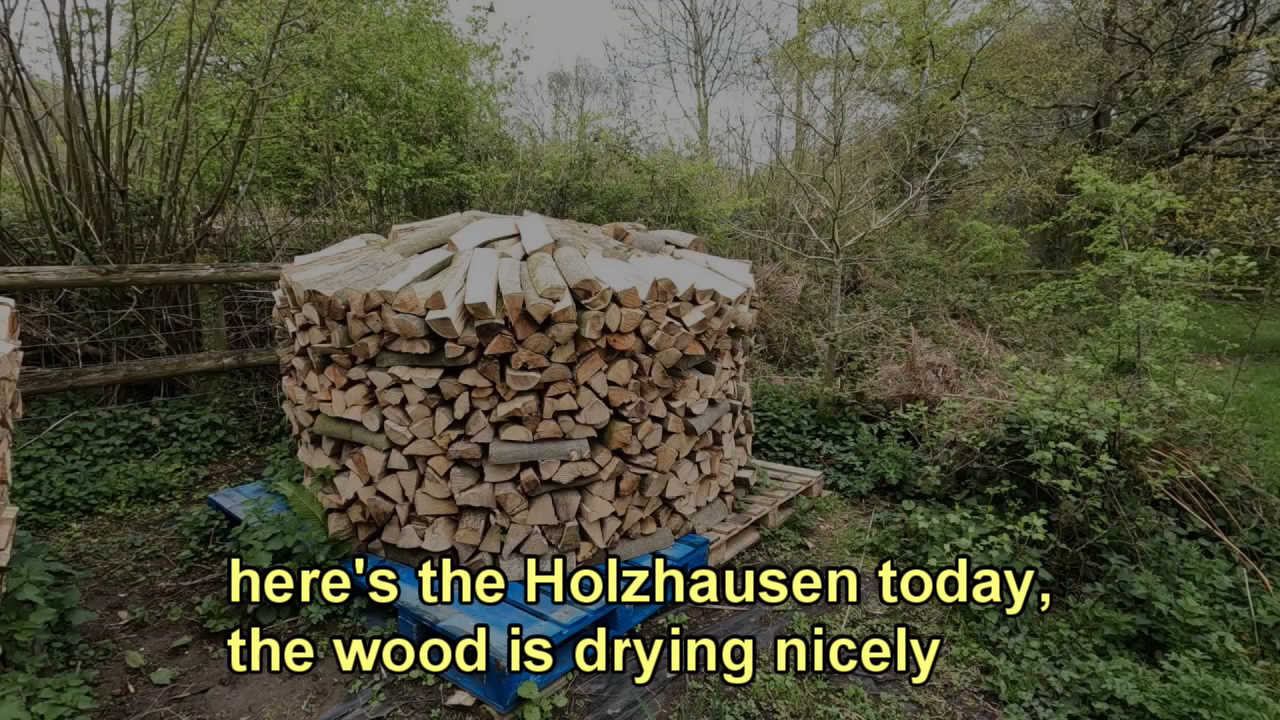 here's the Holzhausen today,
the wood is drying nicely